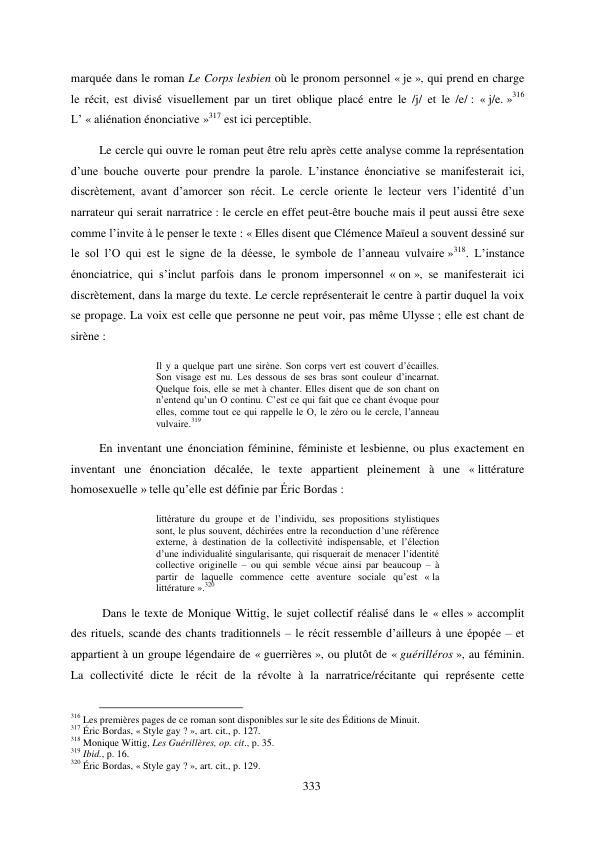 marquée dans le roman Le Corps lesbien où le pronom personnel « je », qui prend en charge
le récit, est divisé visuellement par un tiret oblique placé entre le /j/ et le /e/ : « j/e. »316
L' « aliénation énonciative »317 est ici perceptible.
Le cercle qui ouvre le roman peut être relu après cette analyse comme la représentation
d'une bouche ouverte pour prendre la parole. L'instance énonciative se manifesterait ici,
discrètement, avant d'amorcer son récit. Le cercle oriente le lecteur vers l'identité d'un
narrateur qui serait narratrice : le cercle en effet peut-être bouche mais il peut aussi être sexe
comme l'invite à le penser le texte : « Elles disent que Clémence Maïeul a souvent dessiné sur
le sol l'O qui est le signe de la déesse, le symbole de l'anneau vulvaire »318. L'instance
énonciatrice, qui s'inclut parfois dans le pronom impersonnel « on », se manifesterait ici
discrètement, dans la marge du texte. Le cercle représenterait le centre à partir duquel la voix
se propage. La voix est celle que personne ne peut voir, pas même Ulysse ; elle est chant de
sirène :
Il y a quelque part une sirène. Son corps vert est couvert d'écailles.
Son visage est nu. Les dessous de ses bras sont couleur d'incarnat.
Quelque fois, elle se met à chanter. Elles disent que de son chant on
n'entend qu'un O continu. C'est ce qui fait que ce chant évoque pour
elles, comme tout ce qui rappelle le O, le zéro ou le cercle, l'anneau
vulvaire.319
En inventant une énonciation féminine, féministe et lesbienne, ou plus exactement en
inventant une énonciation décalée, le texte appartient pleinement à une « littérature
homosexuelle » telle qu'elle est définie par Éric Bordas :
littérature du groupe et de l'individu, ses propositions stylistiques
sont, le plus souvent, déchirées entre la reconduction d'une référence
externe, à destination de la collectivité indispensable, et l'élection
d'une individualité singularisante, qui risquerait de menacer l'identité
collective originelle – ou qui semble vécue ainsi par beaucoup – à
partir de laquelle commence cette aventure sociale qu'est « la
littérature ».320
Dans le texte de Monique Wittig, le sujet collectif réalisé dans le « elles » accomplit
des rituels, scande des chants traditionnels – le récit ressemble d'ailleurs à une épopée – et
appartient à un groupe légendaire de « guerrières », ou plutôt de « guérilléros », au féminin.
La collectivité dicte le récit de la révolte à la narratrice/récitante qui représente cette
316 Les premières pages de ce roman sont disponibles sur le site des Éditions de Minuit.
317 Éric Bordas, « Style gay ? », art. cit., p. 127.
318 Monique Wittig, Les Guérillères, op. cit., p. 35.
319 Ibid., p. 16.
320 Éric Bordas, « Style gay ? », art. cit., p. 129.
333